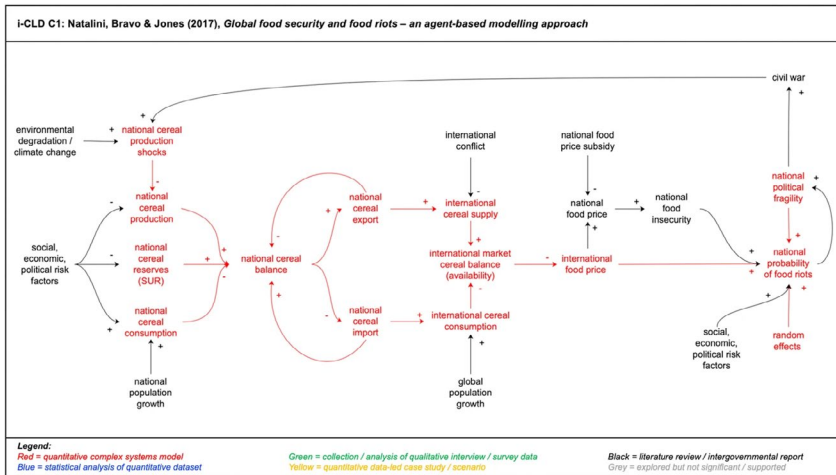 i-CLD C1: Natalini, Bravo & Jones (2017), Global food security and food riots – an agent-based modelling approach
civil war
+
+
+
environmental
degradation /
climate change
+
national cereal
production
shocks
international
conflict
national food
price subsidy
-
-
-
national
political
fragility
+
-
national
cereal
production
national
cereal
export
+
+
international
cereal supply
national
food price
+
national
food
insecurity
-
+
+
+
+
social,
economic,
political risk
factors
-
national
cereal
reserves
(SUR)
+
-
national cereal
balance
+
-
international market
cereal balance
(availability)
-
-
international
food price
+
+
national
probability
of food riots
+
+
+
national
cereal
consumption
-
national
cereal
import
+
international cereal
consumption
social,
economic,
political risk
factors
random
effects
+
+
national
population
growth
global
population
growth
Legend:
Red = quantitative complex systems model
Green = collection / analysis of qualitative interview / survey data
Black = literature review / intergovernmental report
Blue = statistical analysis of quantitative dataset
Yellow = quantitative data-led case study / scenario
Grey = explored but not significant / supported